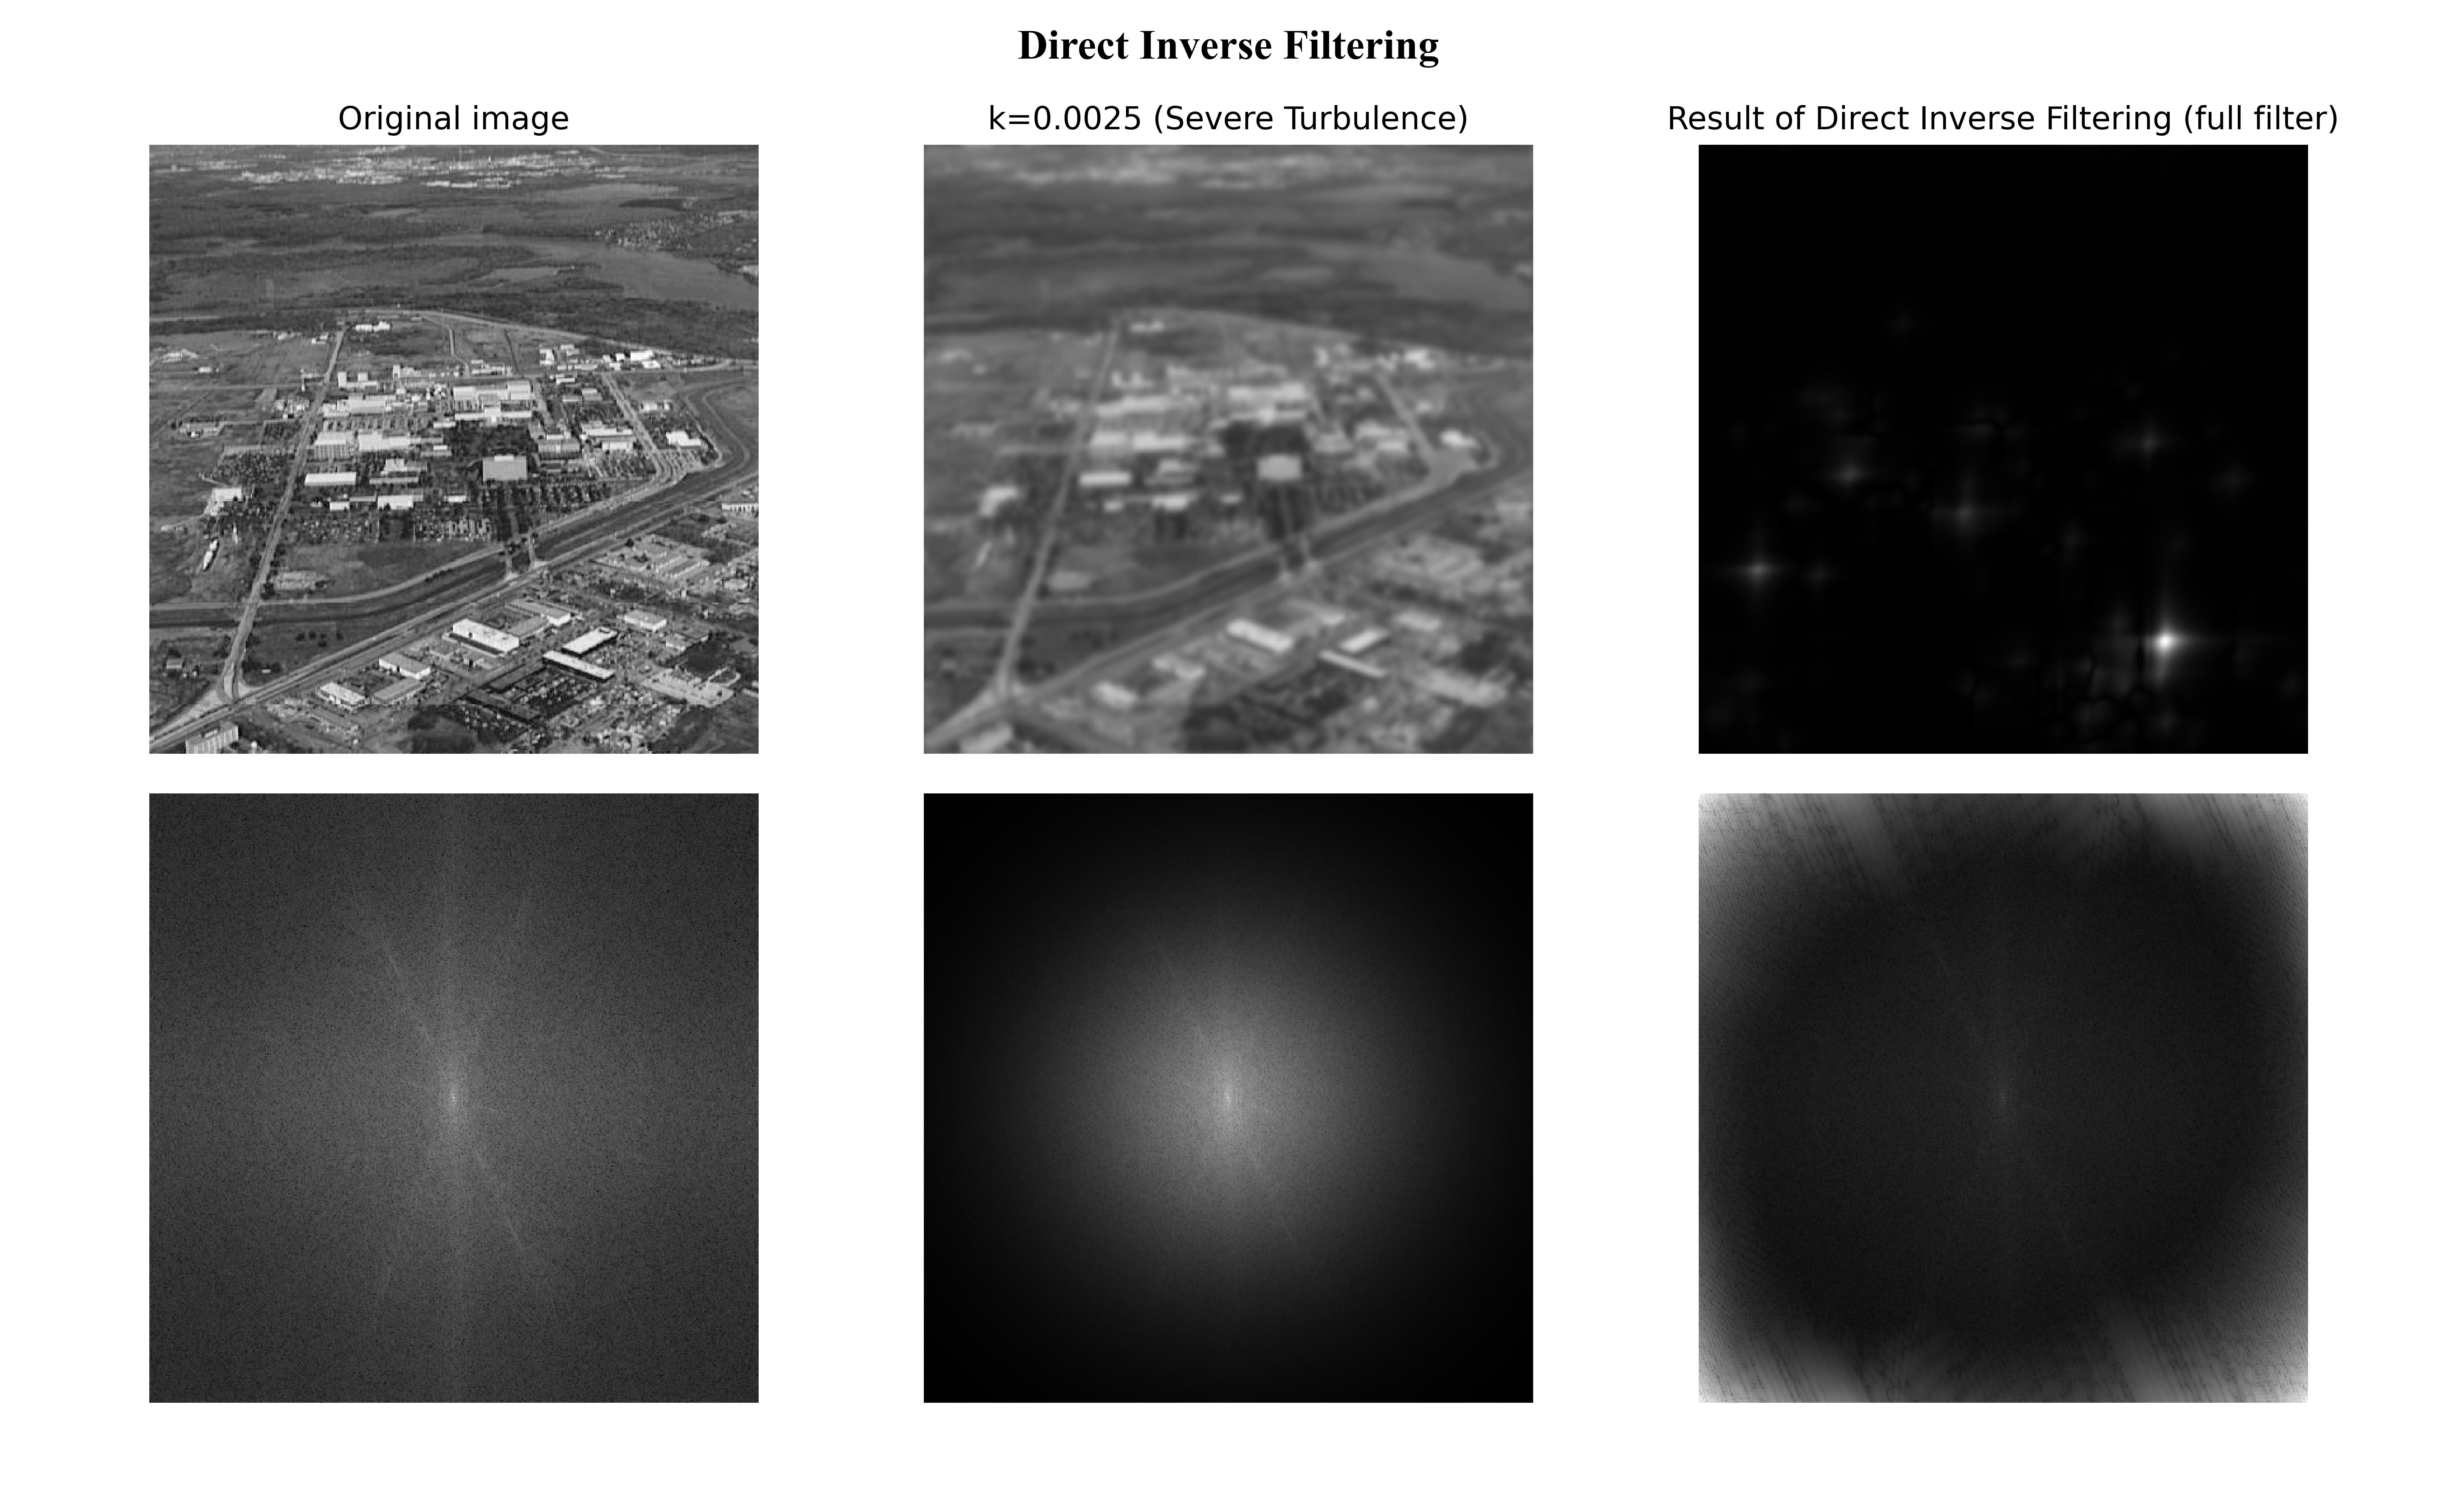 Direct Inverse Filtering
Original image
k=0.0025 (Severe Turbulence)
Result of Direct Inverse Filtering (full filter)